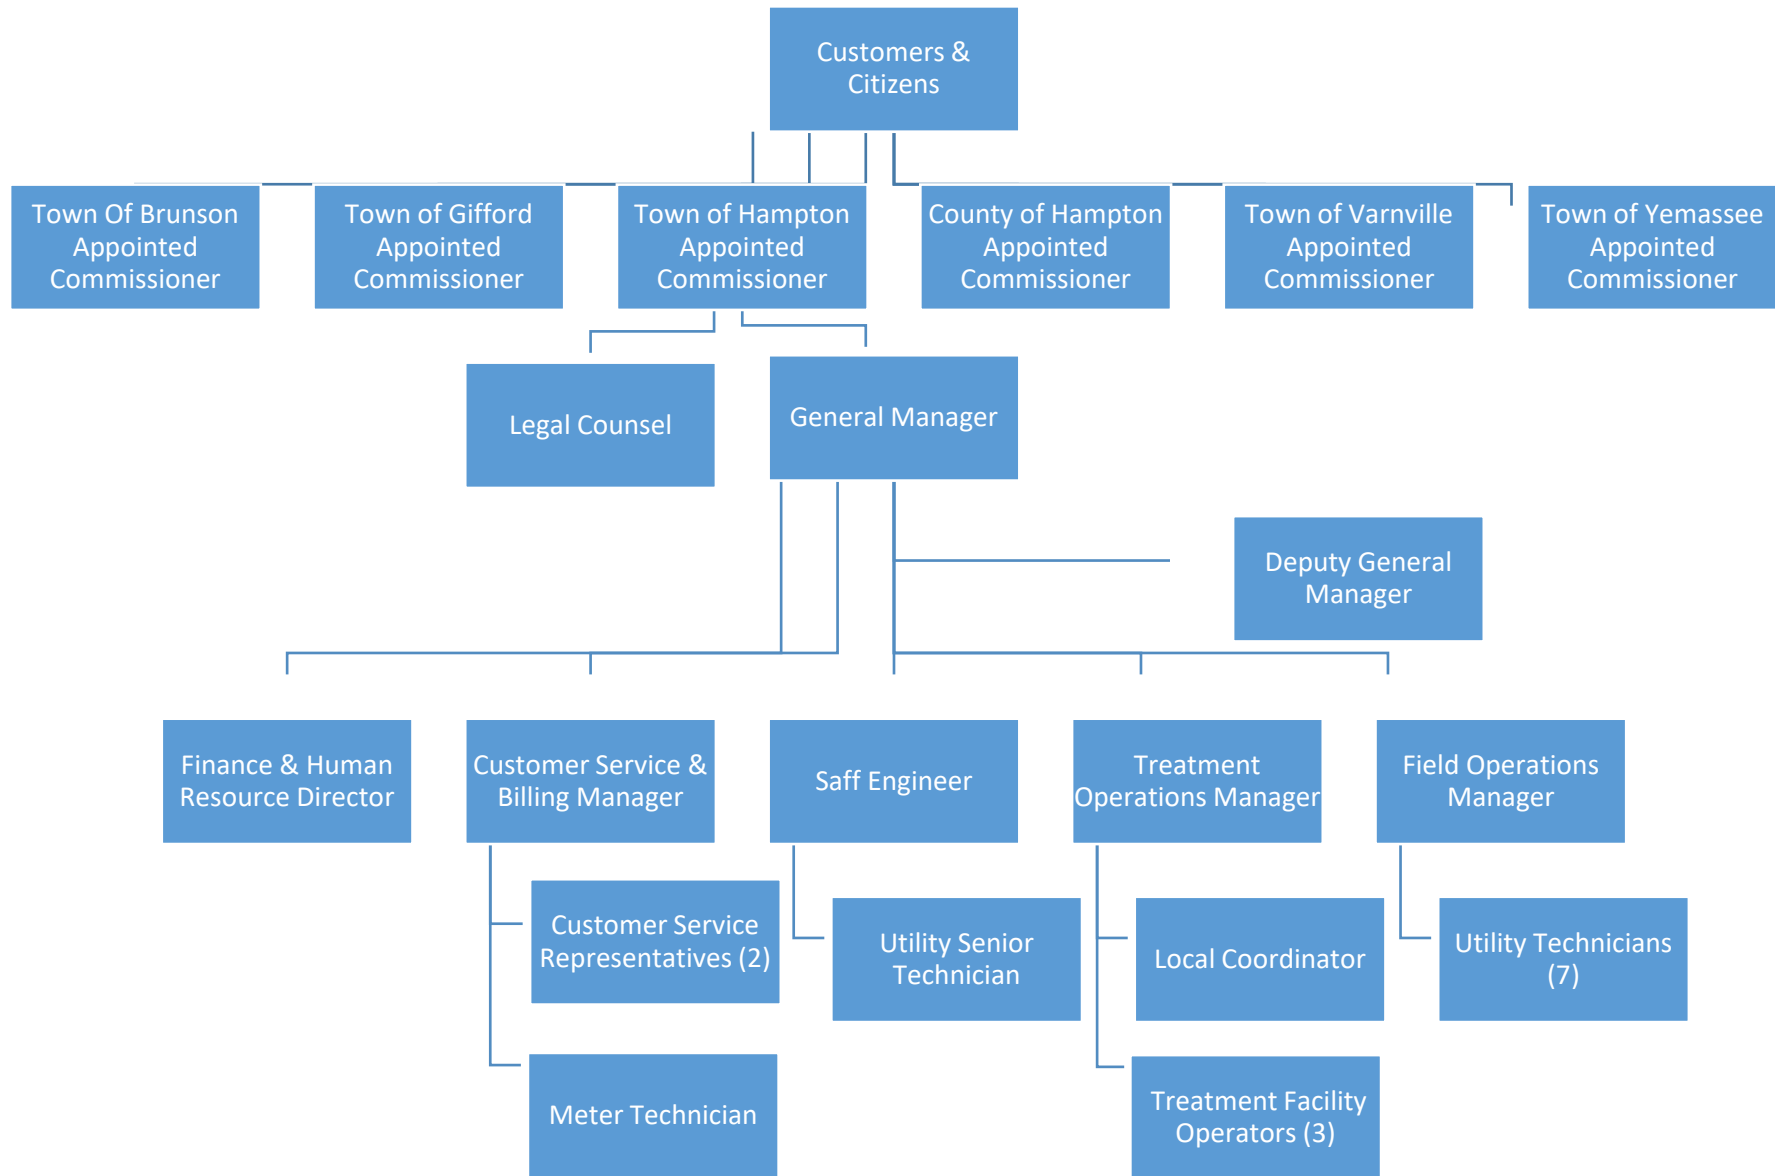 Customers &
Citizens
Town Of Brunson
Appointed
Commissioner
Town of Gifford
Appointed
Commissioner
Town of Hampton
Appointed
Commissioner
County of Hampton
Appointed
Commissioner
Town of Varnville
Appointed
Commissioner
Town of Yemassee
Appointed
Commissioner
Legal Counsel
General Manager
Deputy General
Manager
Finance & Human
Resource Director
Customer Service &
Billing Manager
Saff Engineer
Treatment
Operations Manager
Field Operations
Manager
Customer Service
Representatives (2)
Utility Senior
Technician
Local Coordinator
Utility Technicians
(7)
Meter Technician
Treatment Facility
Operators (3)